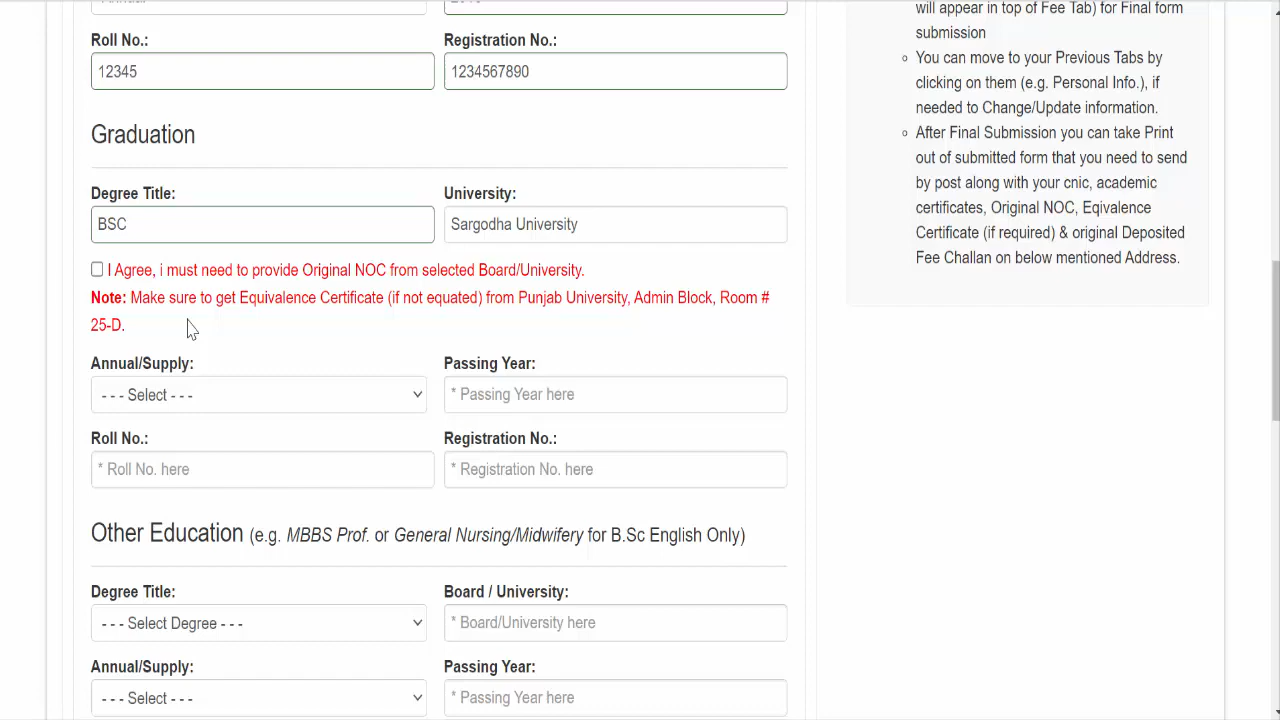 will appear in top of Fee Tab) for Final form
submission
Roll No.: Registration No.:
12345 1234567890
You can move to your Previous Tabs by
clicking on them (e.g. Personal Info.), if
needed to Change/Update information.
After Final Submission you can take Print
out of submitted form that you need to send
by post along with your cnic, academic
certificates, Original NOC, Eqivalence
Certificate (if required) & original Deposited
Fee Challan on below mentioned Address.
Graduation
Degree Title: University:
BSC Sargodha University
I Agree, i must need to provide Original NOC from selected Board/University.
Note: Make sure to get Equivalence Certificate (if not equated) from Punjab University, Admin Block, Room #
25-D.
Annual/Supply: Passing Year:
- - - Select - - - * Passing Year here
Roll No.: Registration No.:
* Roll No. here * Registration No. here
Other Education (e.g. MBBS Prof. or General Nursing/Midwifery for B.Sc English Only)
Degree Title: Board / University:
- - - Select Degree - - - * Board/University here
Annual/Supply: Passing Year:
- - - Select - - - * Passing Year here